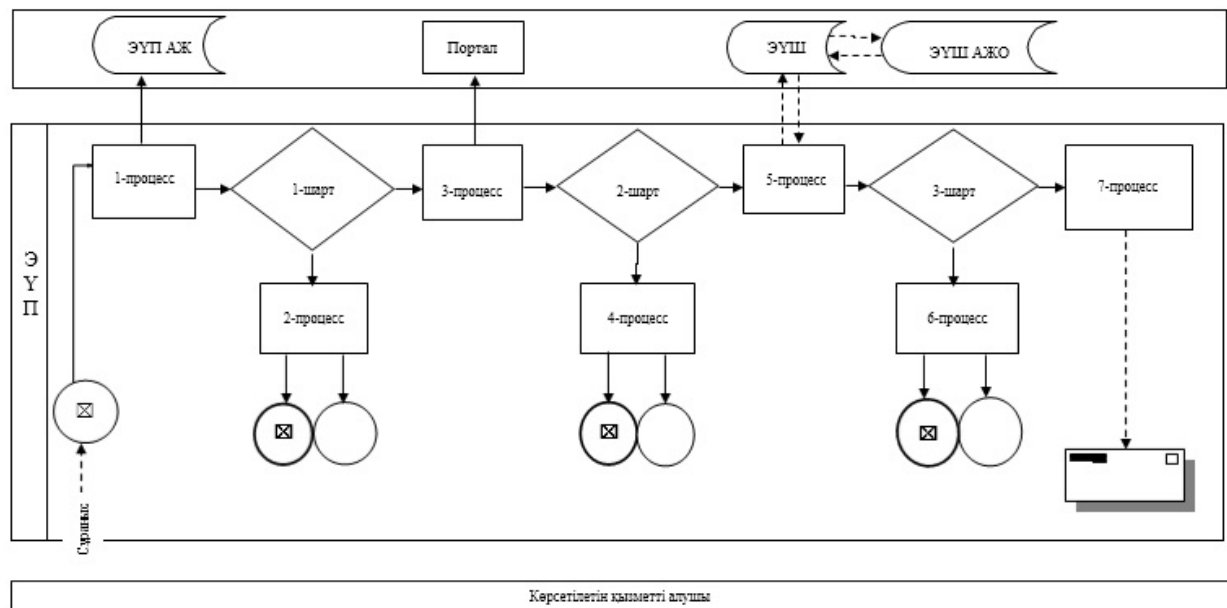 ЭҮП АЖ
Портал
ЭҮШ
ЭҮШ АЖО
1-процесс
1-шарт
3-процесс
2-шарт
5-процесс
3-шарт
7-процесс
Э
Ү
П
2-процесс
4-процесс
6-процесс
Сұраныс
Көрсетілетін қызметті алушы